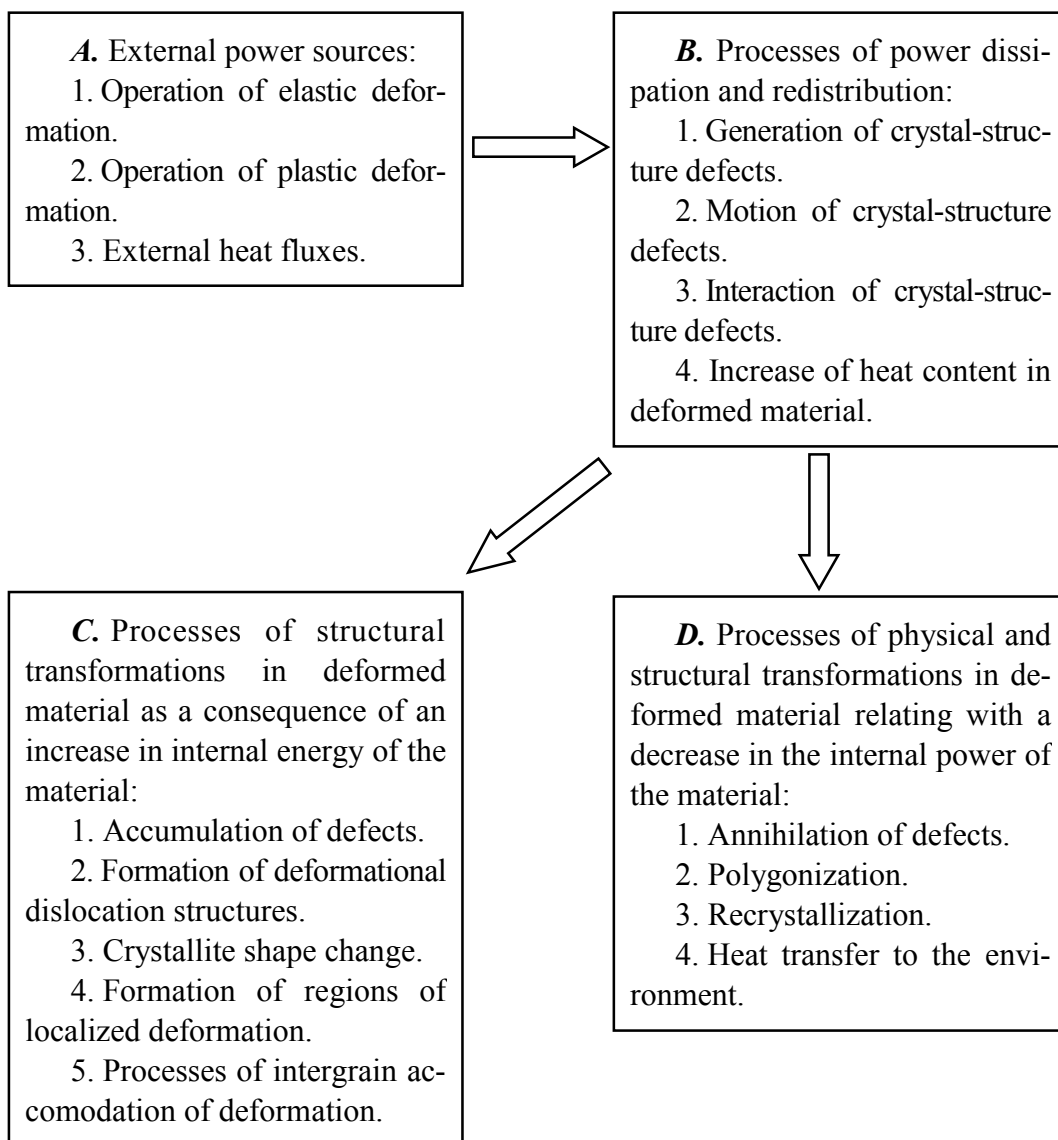 A. External power sources:
1. Operation of elastic defor-
mation.
2. Operation of plastic defor-
mation.
3. External heat fluxes.
B. Processes of power dissi-
pation and redistribution:
1. Generation of crystal-struc-
ture defects.
2. Motion of crystal-structure
defects.
3. Interaction of crystal-struc-
ture defects.
4. Increase of heat content in
deformed material.
C. Processes of structural
transformations in deformed
material as a consequence of an
increase in internal energy of the
material:
1. Accumulation of defects.
2. Formation of deformational
dislocation structures.
3. Crystallite shape change.
4. Formation of regions of
localized deformation.
5. Processes of intergrain ac-
comodation of deformation.
D. Processes of physical and
structural transformations in de-
formed material relating with a
decrease in the internal power of
the material:
1. Annihilation of defects.
2. Polygonization.
3. Recrystallization.
4. Heat transfer to the envi-
ronment.